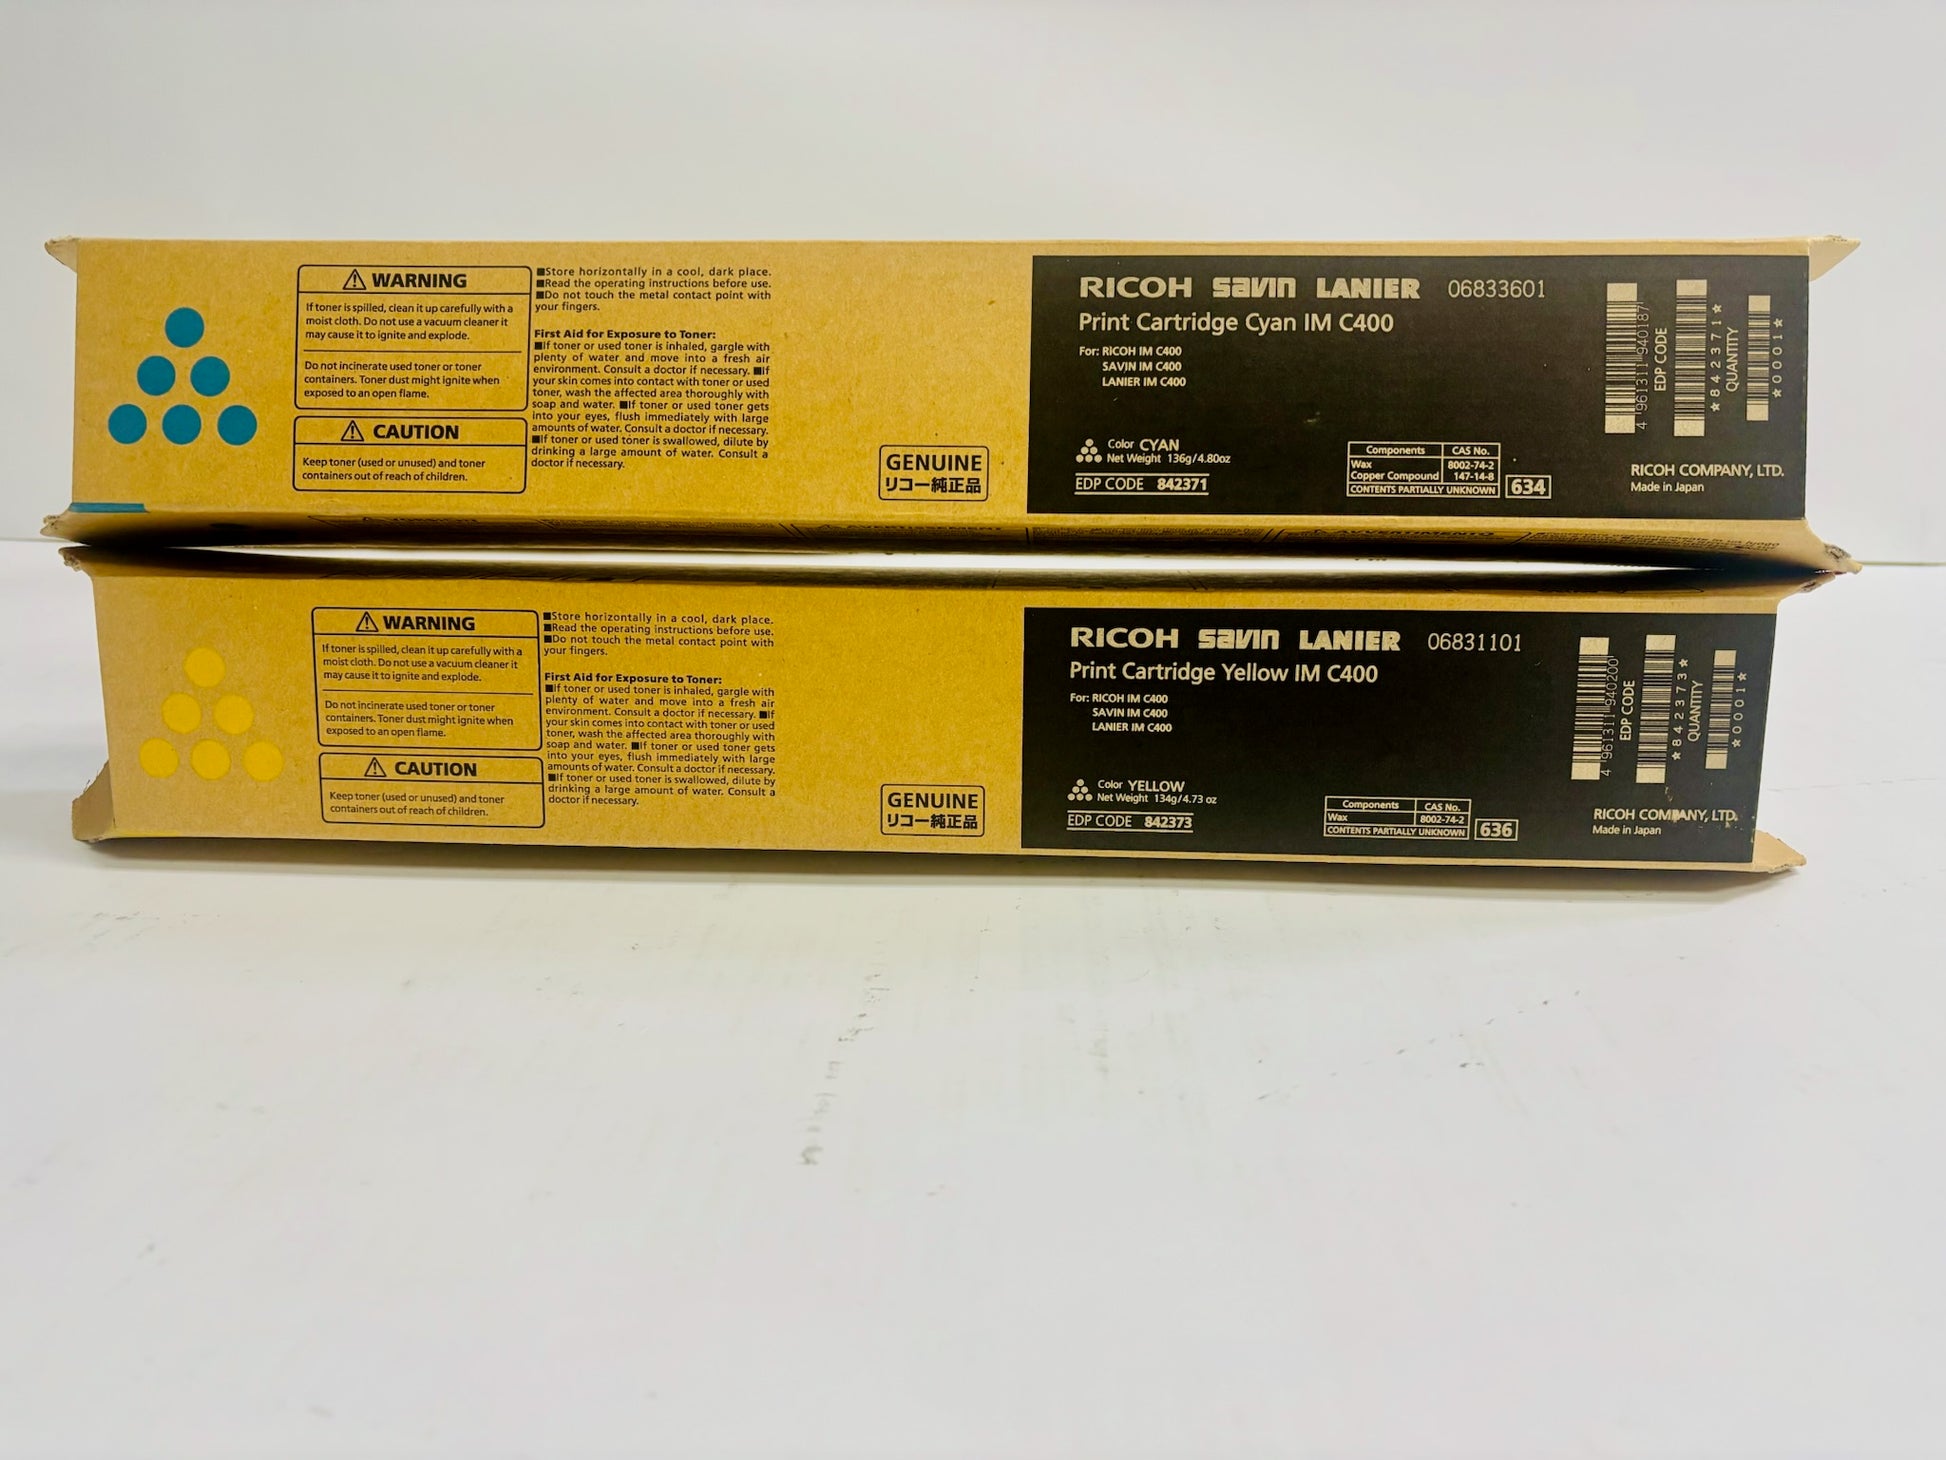 WARNING
If toner is spilled, clean it up carefully with a
moist cloth. Do not use a vacuum cleaner it
may cause it to ignite and explode.
Do not incinerate used toner or toner
containers. Toner dust might ignite when
exposed to an open flame.
CAUTION
Keep toner (used or unused) and toner
containers out of reach of children.
■Store horizontally in a cool, dark place.
■Read the operating instructions before use.
■Do not touch the metal contact point with
your fingers.
First Aid for Exposure to Toner:
■If toner or used toner is inhaled, gargle with
plenty of water and move into a fresh air
environment. Consult a doctor if necessary. ■If
your skin comes into contact with toner or used
toner, wash the affected area thoroughly with
soap and water. ■If toner or used toner gets
into your eyes, flush immediately with large
amounts of water. Consult a doctor if necessary.
■If toner or used toner is swallowed, dilute by
drinking a large amount of water. Consult a
doctor if necessary.
GENUINE
リコー純正品
RICOH savin LANIER 06833601
Print Cartridge Cyan IM C400
For: RICOH IM C400
SAVIN IM C400
LANIER IM C400
Color CYAN
Net Weight 136g/4.80oz
EDP CODE 842371
Components CAS No.
Wax 8002-74-2
Copper Compound 147-14-8
CONTENTS PARTIALLY UNKNOWN
634
4 961311 940187
EDP CODE
*842371*
QUANTITY
*0001*
RICOH COMPANY, LTD.
Made in Japan
AVERTISSEMENT
AVVERTIMENTO
WARNING
If toner is spilled, clean it up carefully with a
moist cloth. Do not use a vacuum cleaner it
may cause it to ignite and explode.
Do not incinerate used toner or toner
containers. Toner dust might ignite when
exposed to an open flame.
CAUTION
Keep toner (used or unused) and toner
containers out of reach of children.
■Store horizontally in a cool, dark place.
■Read the operating instructions before use.
■Do not touch the metal contact point with
your fingers.
First Aid for Exposure to Toner:
■If toner or used toner is inhaled, gargle with
plenty of water and move into a fresh air
environment. Consult a doctor if necessary. ■If
your skin comes into contact with toner or used
toner, wash the affected area thoroughly with
soap and water. ■If toner or used toner gets
into your eyes, flush immediately with large
amounts of water. Consult a doctor if necessary.
■If toner or used toner is swallowed, dilute by
drinking a large amount of water. Consult a
doctor if necessary.
GENUINE
リコー純正品
RICOH savin LANIER 06831101
Print Cartridge Yellow IM C400
For: RICOH IM C400
SAVIN IM C400
LANIER IM C400
Color YELLOW
Net Weight 134g/4.73 oz
EDP CODE 842373
Components CAS No.
Wax 8002-74-2
CONTENTS PARTIALLY UNKNOWN
636
4 961311 940200
EDP CODE
*842373*
QUANTITY
*0001*
RICOH COMPANY, LTD.
Made in Japan